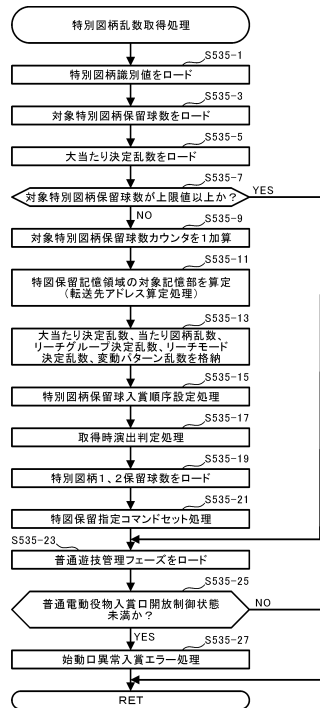 特別図柄乱数取得処理
S535-1
特別図柄識別値をロード
S535-3
対象特別図柄保留球数をロード
S535-5
大当たり決定乱数をロード
S535-7
対象特別図柄保留球数が上限値以上か?
YES
NO
S535-9
対象特別図柄保留球数カウンタを1加算
S535-11
特図保留記憶領域の対象記憶部を算定
(転送先アドレス算定処理)
S535-13
大当たり決定乱数、当たり図柄乱数、
リーチグループ決定乱数、リーチモード
決定乱数、変動パターン乱数を格納
S535-15
特別図柄保留球入賞順序設定処理
S535-17
取得時演出判定処理
S535-19
特別図柄1、2保留球数をロード
S535-21
特図保留指定コマンドセット処理
S535-23
普通遊技管理フェーズをロード
S535-25
普通電動役物入賞口開放制御状態
未満か?
NO
YES
S535-27
始動口異常入賞エラー処理
RET